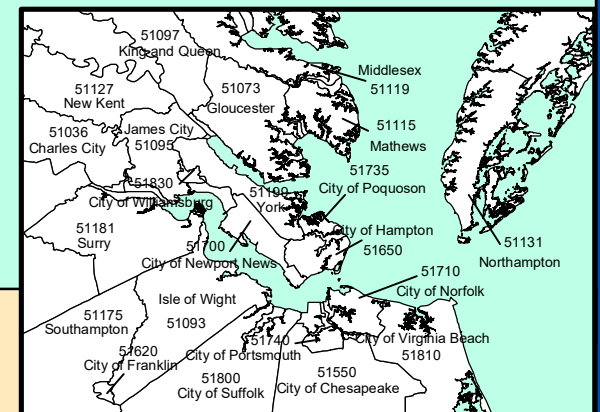 51097
King and Queen
Middlesex
51119
51127
New Kent
51073
Gloucester
51115
Mathews
51036
Charles City
James City
51095
51735
City of Poquoson
51830
City of Williamsburg
51199
York
City of Hampton
51650
51181
Surry
51700
City of Newport News
51131
Northampton
51710
City of Norfolk
Isle of Wight
51093
51175
Southampton
51740
City of Portsmouth
City of Virginia Beach
51810
51620
City of Franklin
51800
City of Suffolk
51550
City of Chesapeake